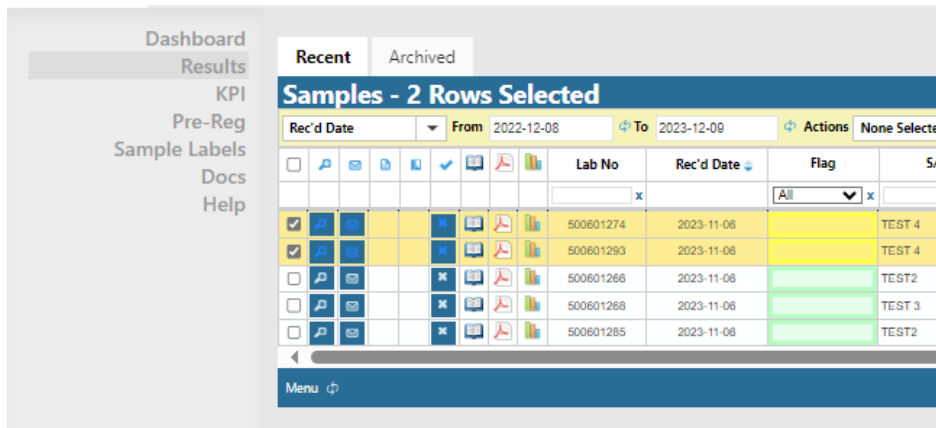 Dashboard
Results
KPI
Pre-Reg
Sample Labels
Docs
Help
Recent Archived
Samples - 2 Rows Selected
Rec'd Date From 2022-12-08 To 2023-12-09 Actions None Selecte
Lab No Rec'd Date Flag S
x All x
500601274 2023-11-06 TEST 4
500601293 2023-11-06 TEST 4
500601266 2023-11-06 TEST2
500601268 2023-11-06 TEST 3
500601285 2023-11-06 TEST2
Menu